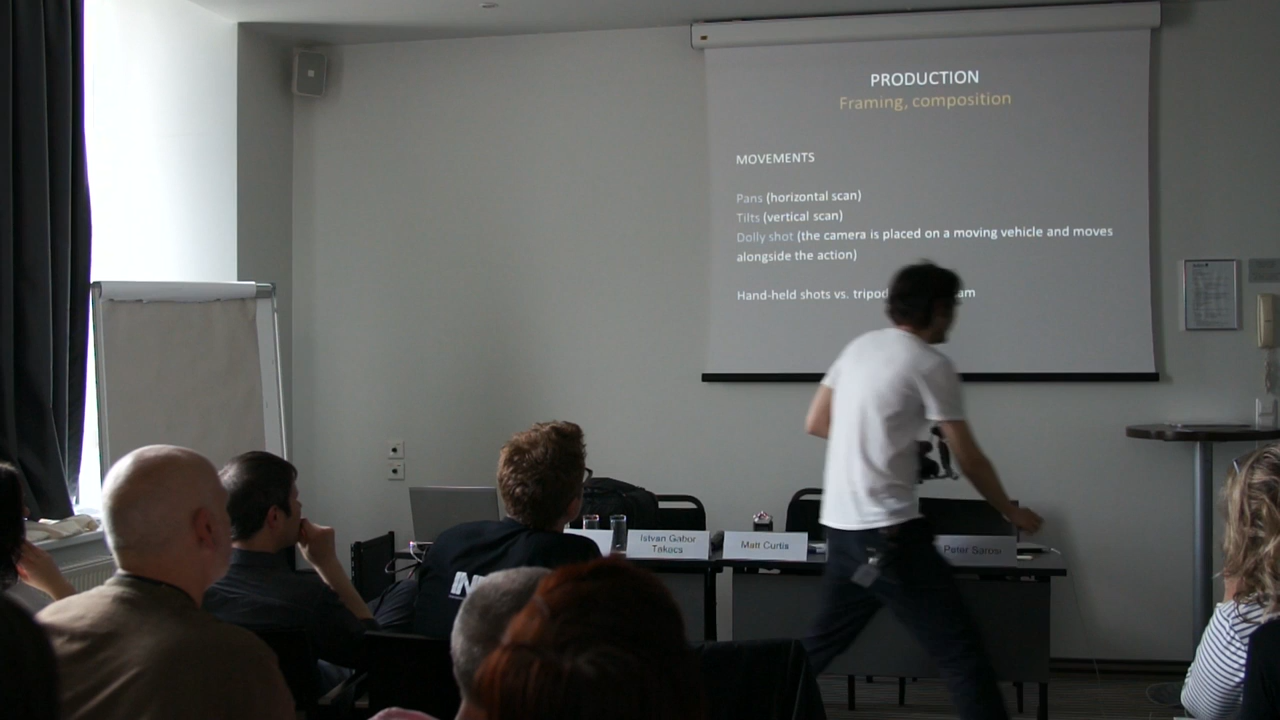 PRODUCTION
Framing, composition
MOVEMENTS
Pans (horizontal scan)
Tilts (vertical scan)
Dolly shot (the camera is placed on a moving vehicle and moves
alongside the action)
Hand-held shots vs. tripod
Istvan Gabor
Takacs
Matt Curtis
Peter Sarosi